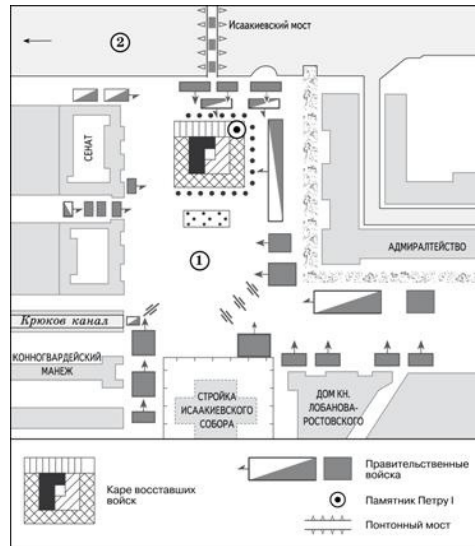 Исаакиевский мост
2
СЕНАТ
1
АДМИРАЛТЕЙСТВО
Крюков канал
КОННОГВАРДЕЙСКИЙ
МАНЕЖ
СТРОЙКА
ИСААКИЕВСКОГО
СОБОРА
ДОМ КН.
ЛОБАНОВА-
РОСТОВСКОГО
Каре восставших
войск
Правительственные
войска
Памятник Петру I
Понтонный мост